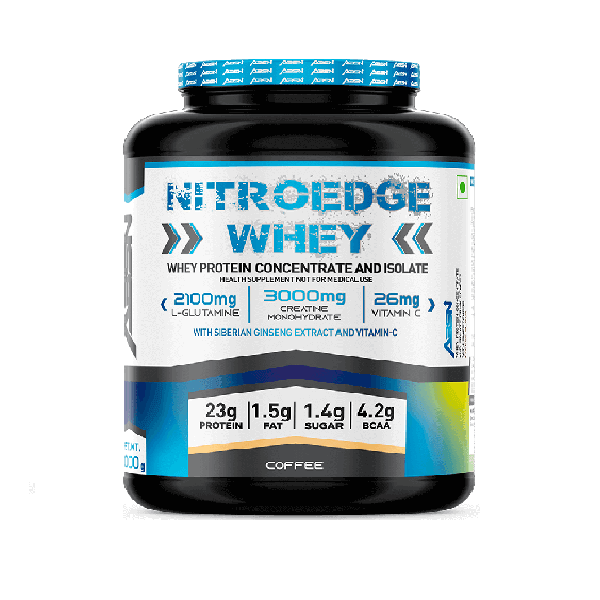 NITROEDGE
WHEY
WHEY PROTEIN CONCENTRATE AND ISOLATE
HEALTH SUPPLEMENT NOT FOR MEDICAL USE
2100mg
L-GLUTAMINE
3000mg
CREATINE
MONOHYDRATE
26mg
VITAMIN C
WITH SIBERIAN GINSENG EXTRACT AND VITAMIN-C
23g
PROTEIN
1.5g
FAT
1.4g
SUGAR
4.2g
BCAA
COFFEE